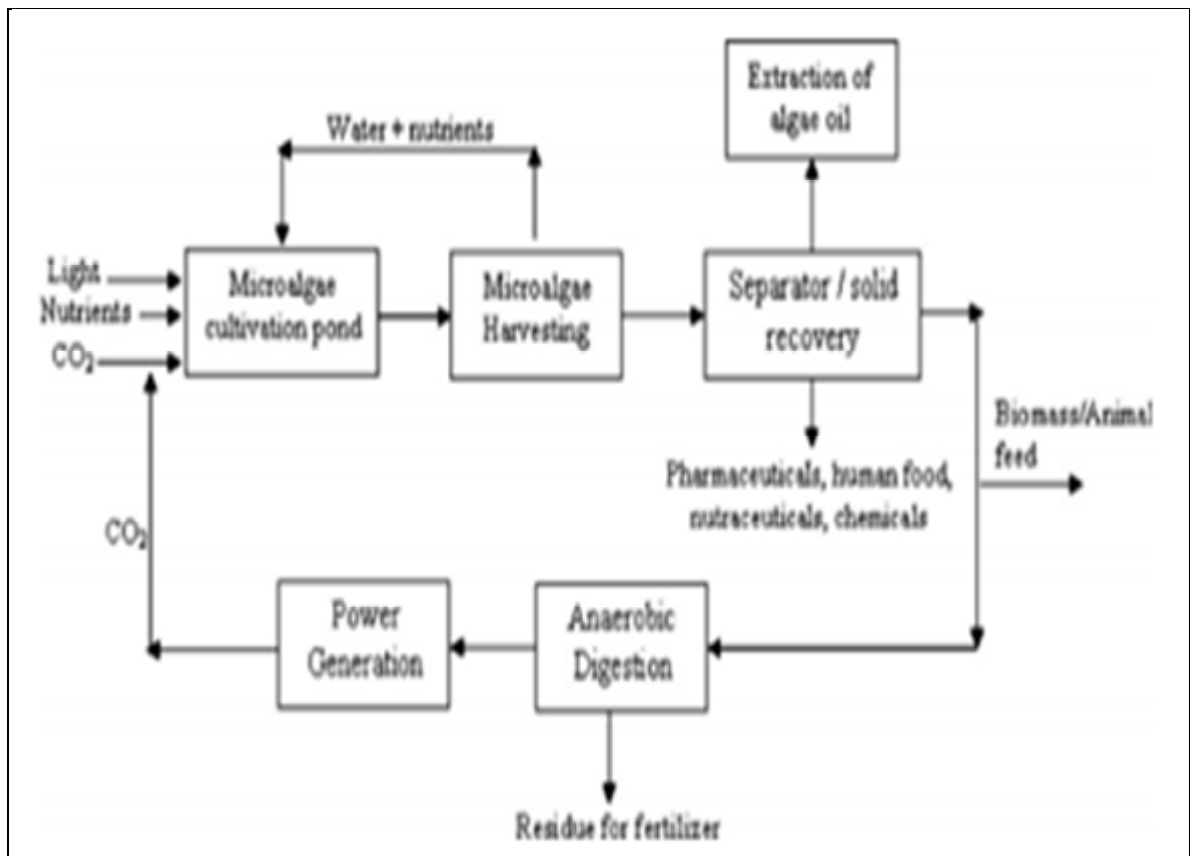 Extraction of
algae oil
Water + nutrients
Light
Nutrients
CO₂
Microalgae
cultivation pond
Microalgae
Harvesting
Separator / solid
recovery
Biomass/Animal
feed
Pharmaceuticals, human food,
nutraceuticals, chemicals
CO₂
Power
Generation
Anaerobic
Digestion
Residue for fertilizer